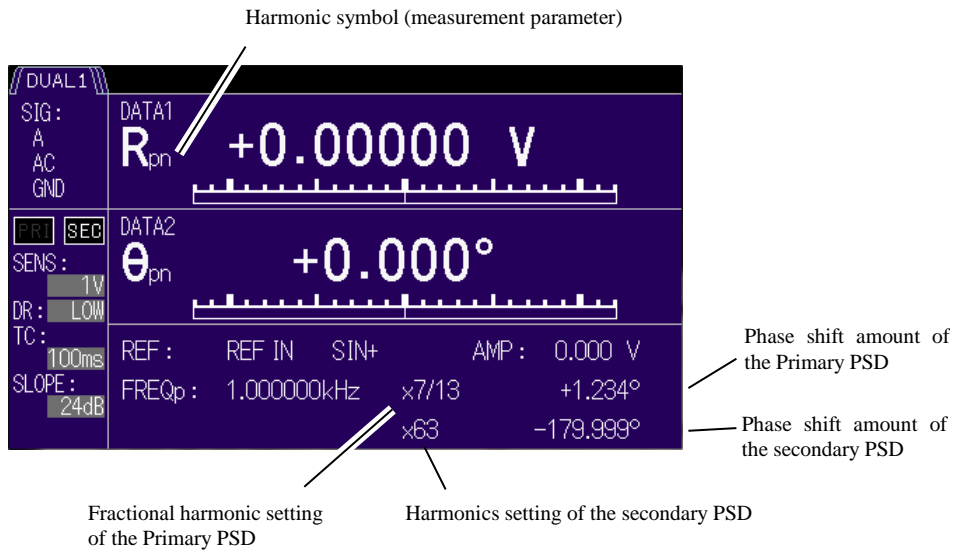 Harmonic symbol (measurement parameter)
DUAL1
SIG:
A
AC
GND
DATA1
Rpn +0.00000 V
PRI SEC
SENS:
1V
DR: LOW
TC:
100ms
SLOPE:
24dB
DATA2
θpn +0.000°
REF: REF IN SIN+ AMP: 0.000 V
FREQp: 1.000000kHz x7/13 +1.234°
x63 -179.999°
Phase shift amount of
the Primary PSD
Phase shift amount of
the secondary PSD
Fractional harmonic setting
of the Primary PSD
Harmonics setting of the secondary PSD